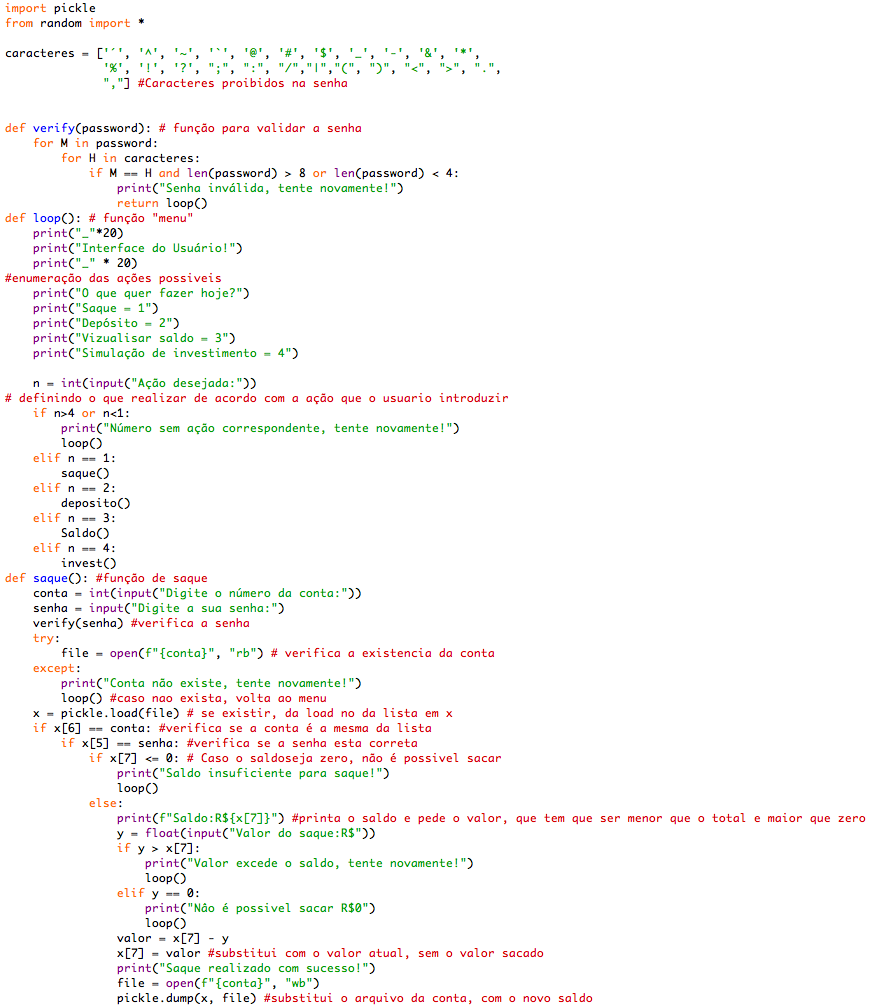 import pickle
from random import *

caracteres = ['´', '^', '~', '`', '@', '#', '$', '_', '-', '&', '*',
              '%', '!', '?', ";", ":", "/","|","(", ")", "<", ">", ".",
              ","] #Caracteres proibidos na senha


def verify(password): # função para validar a senha
    for M in password:
        for H in caracteres:
            if M == H and len(password) > 8 or len(password) < 4:
                print("Senha inválida, tente novamente!")
                return loop()
def loop(): # função "menu"
    print("_"*20)
    print("Interface do Usuário!")
    print("_" * 20)
#enumeração das ações possiveis
    print("O que quer fazer hoje?")
    print("Saque = 1")
    print("Depósito = 2")
    print("Vizualisar saldo = 3")
    print("Simulação de investimento = 4")

    n = int(input("Ação desejada:"))
# definindo o que realizar de acordo com a ação que o usuario introduzir
    if n>4 or n<1:
        print("Número sem ação correspondente, tente novamente!")
        loop()
    elif n == 1:
        saque()
    elif n == 2:
        deposito()
    elif n == 3:
        Saldo()
    elif n == 4:
        invest()
def saque(): #função de saque
    conta = int(input("Digite o número da conta:"))
    senha = input("Digite a sua senha:")
    verify(senha) #verifica a senha
    try:
        file = open(f"{conta}", "rb") # verifica a existencia da conta
    except:
        print("Conta não existe, tente novamente!")
        loop() #caso nao exista, volta ao menu
    x = pickle.load(file) # se existir, da load no da lista em x
    if x[6] == conta: #verifica se a conta é a mesma da lista
        if x[5] == senha: #verifica se a senha esta correta
            if x[7] <= 0: # Caso o saldoseja zero, não é possivel sacar
                print("Saldo insuficiente para saque!")
                loop()
            else:
                print(f"Saldo:R${x[7]}") #printa o saldo e pede o valor, que tem que ser menor que o total e maior que zero
                y = float(input("Valor do saque:R$"))
                if y > x[7]:
                    print("Valor excede o saldo, tente novamente!")
                    loop()
                elif y == 0:
                    print("Não é possivel sacar R$0")
                    loop()
                valor = x[7] - y
                x[7] = valor #substitui com o valor atual, sem o valor sacado
                print("Saque realizado com sucesso!")
                file = open(f"{conta}", "wb")
                pickle.dump(x, file) #substitui o arquivo da conta, com o novo saldo